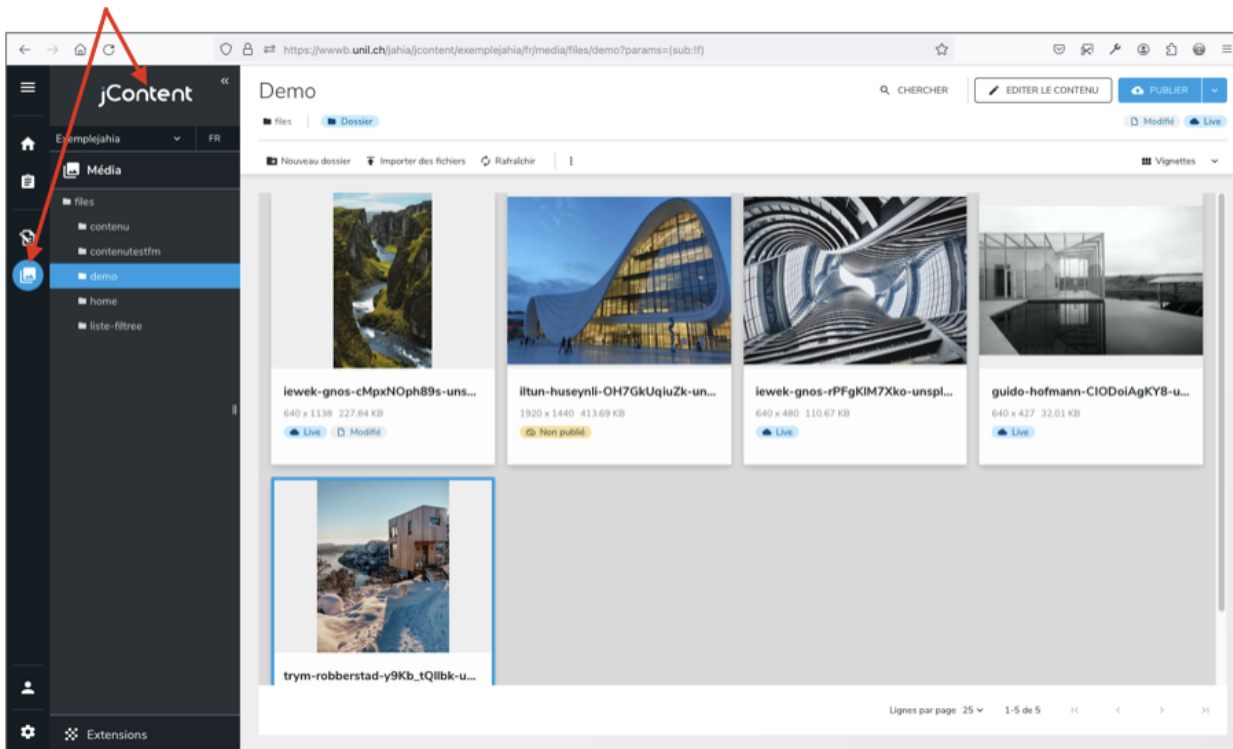 https://wwwb.unil.ch/jahia/jcontent/exemplejahia/fr/media/files/demo?params=(sub:!f)
jContent
«
Exemplejahia
FR
Média
files
contenu
contenutestfm
demo
home
liste-filtree
Extensions
Demo
CHERCHER
EDITER LE CONTENU
PUBLIER
files
Dossier
Modifié
Live
Nouveau dossier
Importer des fichiers
Rafraîchir
Vignettes
iewek-gnos-cMpxNOph89s-uns...
640 x 1138 227.84 KB
Live
Modifié
iltun-huseynli-OH7GkUqiuZk-un...
1920 x 1440 413.69 KB
Non publié
iewek-gnos-rPFgKlM7Xko-unspl...
640 x 480 110.67 KB
Live
guido-hofmann-CIODoiAgKY8-u...
640 x 427 32.01 KB
Live
trym-robberstad-y9Kb_tQllbk-u...
Lignes par page 25
1-5 de 5